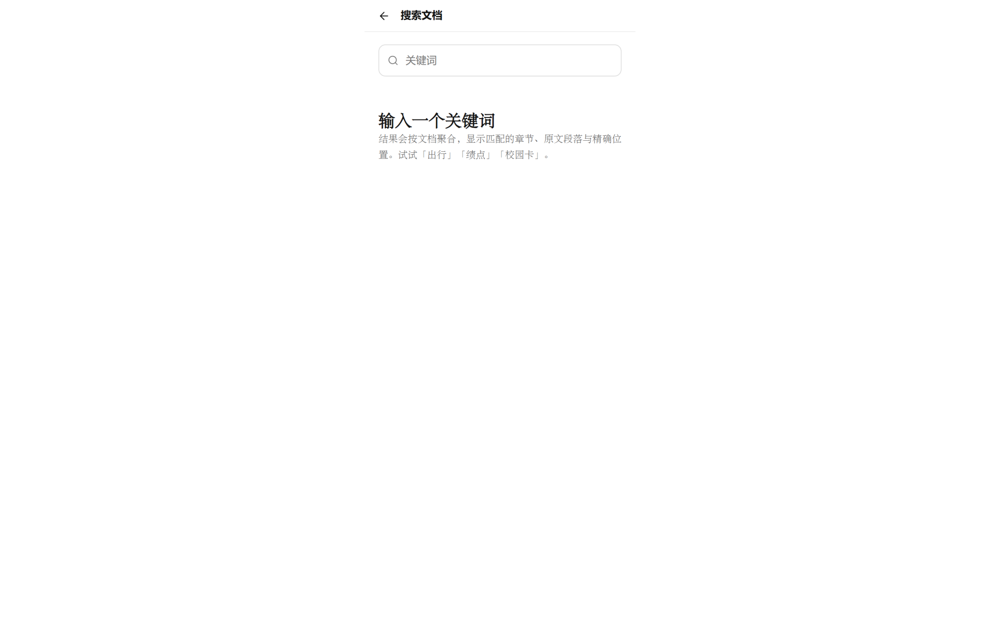 搜索文档
关键词
输入一个关键词
结果会按文档聚合，显示匹配的章节、原文段落与精确位
置。试试「出行」「绩点」「校园卡」。